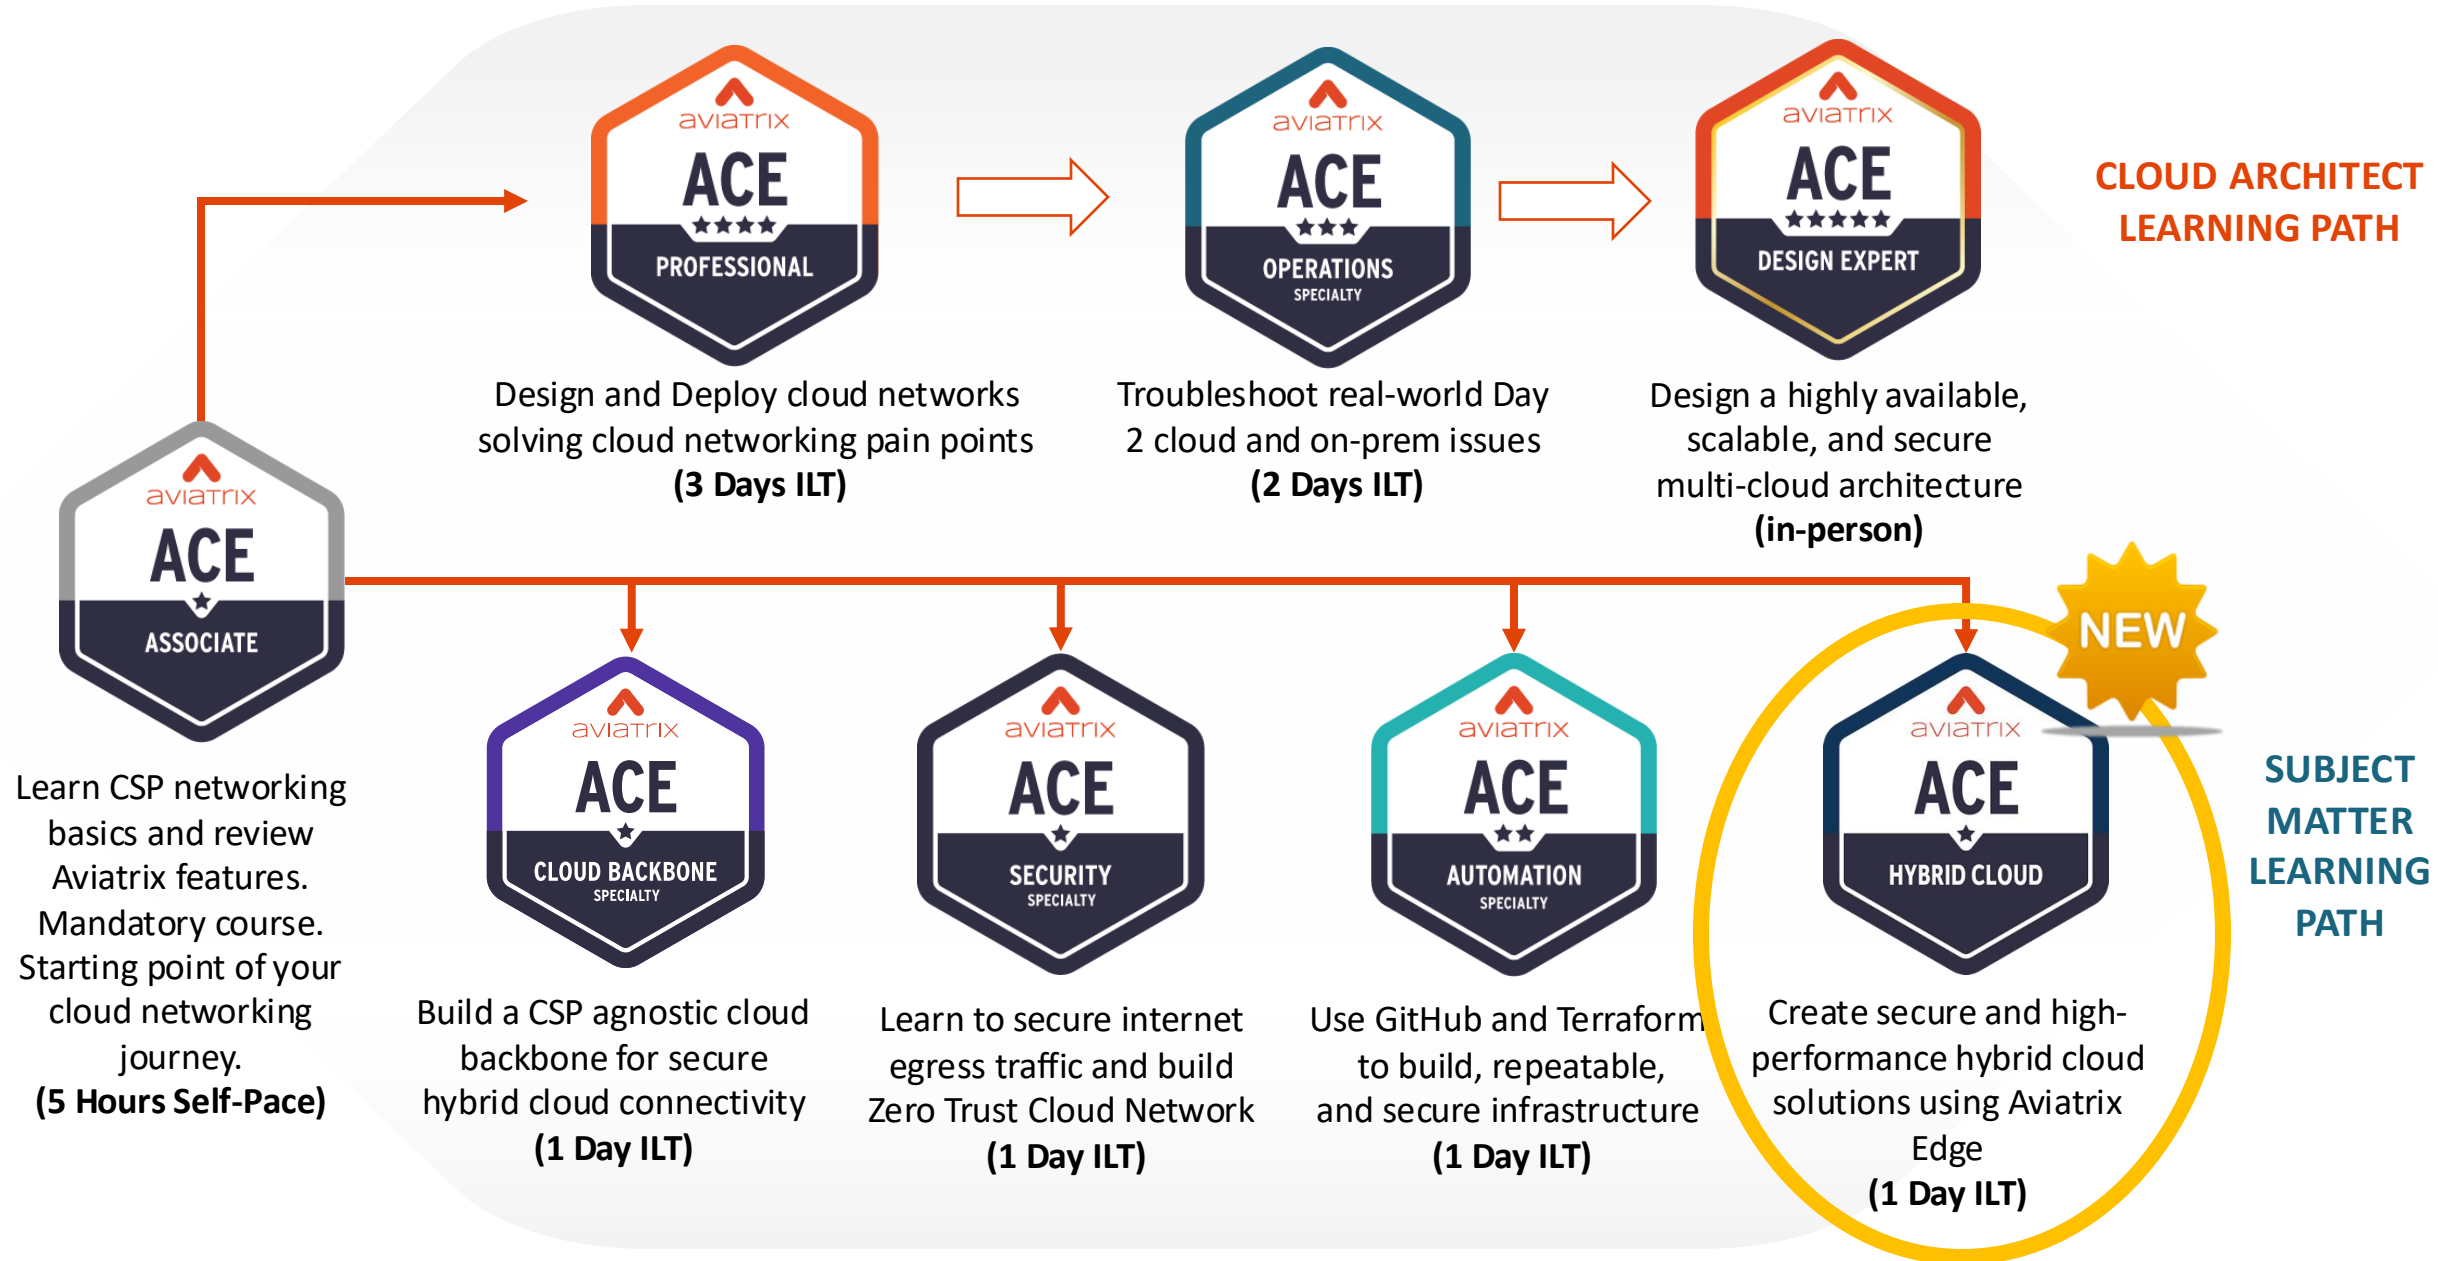 aviatrix
ACE
PROFESSIONAL
Design and Deploy cloud networks
solving cloud networking pain points
(3 Days ILT)
aviatrix
ACE
OPERATIONS
SPECIALTY
Troubleshoot real-world Day
2 cloud and on-prem issues
(2 Days ILT)
aviatrix
ACE
DESIGN EXPERT
Design a highly available,
scalable, and secure
multi-cloud architecture
(in-person)
CLOUD ARCHITECT
LEARNING PATH
aviatrix
ACE
ASSOCIATE
Learn CSP networking
basics and review
Aviatrix features.
Mandatory course.
Starting point of your
cloud networking
journey.
(5 Hours Self-Pace)
aviatrix
ACE
CLOUD BACKBONE
SPECIALTY
Build a CSP agnostic cloud
backbone for secure
hybrid cloud connectivity
(1 Day ILT)
aviatrix
ACE
SECURITY
SPECIALTY
Learn to secure internet
egress traffic and build
Zero Trust Cloud Network
(1 Day ILT)
aviatrix
ACE
AUTOMATION
SPECIALTY
Use GitHub and Terraform
to build, repeatable,
and secure infrastructure
(1 Day ILT)
NEW
aviatrix
ACE
HYBRID CLOUD
Create secure and high-
performance hybrid cloud
solutions using Aviatrix
Edge
(1 Day ILT)
SUBJECT
MATTER
LEARNING
PATH